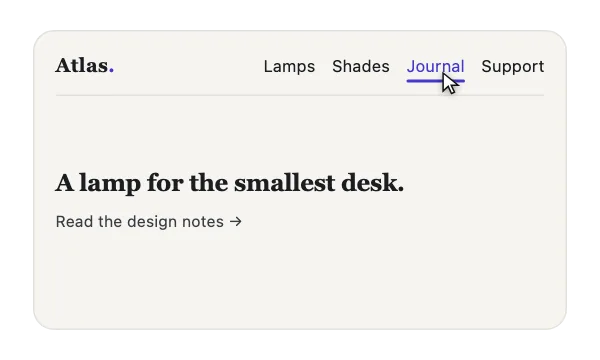 Atlas.
Lamps Shades Journal Support
A lamp for the smallest desk.
Read the design notes →